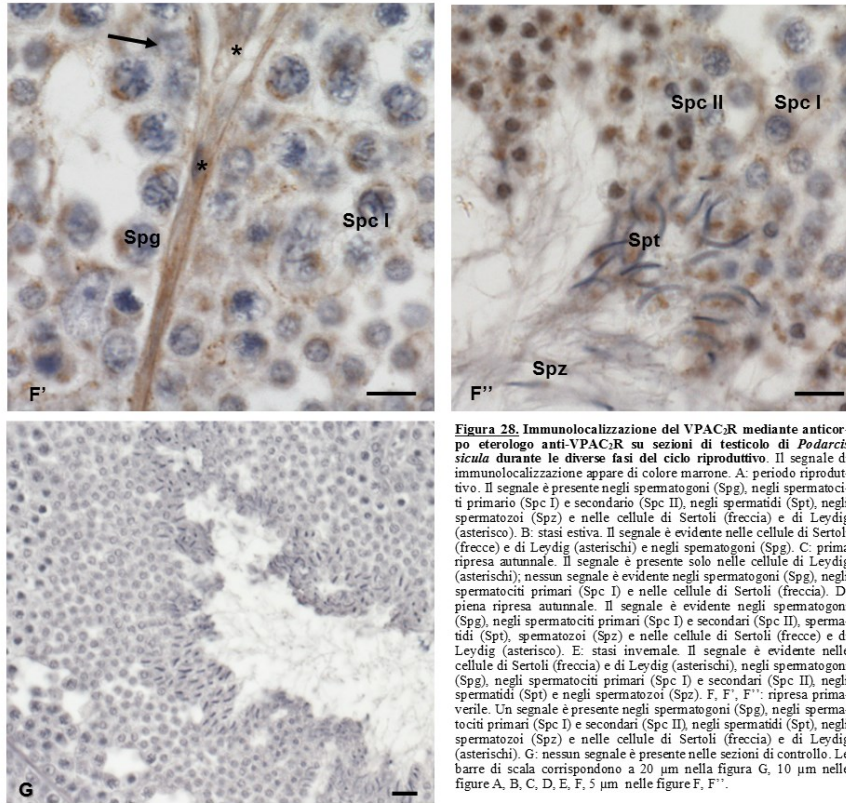 *
*
Spg
Spc I
F’
Spc II
Spc I
Spt
Spz
F’’
G
Figura 28. Immunolocalizzazione del VPAC₂R mediante anticor-
po eterologo anti-VPAC₂R su sezioni di testicolo di Podarcis
sicula durante le diverse fasi del ciclo riproduttivo. Il segnale di
immunolocalizzazione appare di colore marrone. A: periodo riprodut-
tivo. Il segnale è presente negli spermatogoni (Spg), negli spermatoci-
ti primario (Spc I) e secondario (Spc II), negli spermatidi (Spt), negli
spermatozoi (Spz) e nelle cellule di Sertoli (freccia) e di Leydig
(asterisco). B: stasi estiva. Il segnale è evidente nelle cellule di Sertoli
(frecce) e di Leydig (asterischi) e negli spematogoni (Spg). C: prima
ripresa autunnale. Il segnale è presente solo nelle cellule di Leydig
(asterischi); nessun segnale è evidente negli spermatogoni (Spg), negli
spermatociti primari (Spc I) e nelle cellule di Sertoli (freccia). D:
piena ripresa autunnale. Il segnale è evidente negli spermatogoni
(Spg), negli spermatociti primari (Spc I) e secondari (Spc II), sperma-
tidi (Spt), spermatozoi (Spz) e nelle cellule di Sertoli (frecce) e di
Leydig (asterisco). E: stasi invernale. Il segnale è evidente nelle
cellule di Sertoli (freccia) e di Leydig (asterischi), negli spermatogoni
(Spg), negli spermatociti primari (Spc I) e secondari (Spc II), negli
spermatidi (Spt) e negli spermatozoi (Spz). F, F’, F’’: ripresa prima-
verile. Un segnale è presente negli spermatogoni (Spg), negli sperma-
tociti primari (Spc I) e secondari (Spc II), negli spermatidi (Spt), negli
spermatozoi (Spz) e nelle cellule di Sertoli (freccia) e di Leydig
(asterischi). G: nessun segnale è presente nelle sezioni di controllo. Le
barre di scala corrispondono a 20 μm nella figura G, 10 μm nelle
figure A, B, C, D, E, F, 5 μm nelle figure F, F’’.